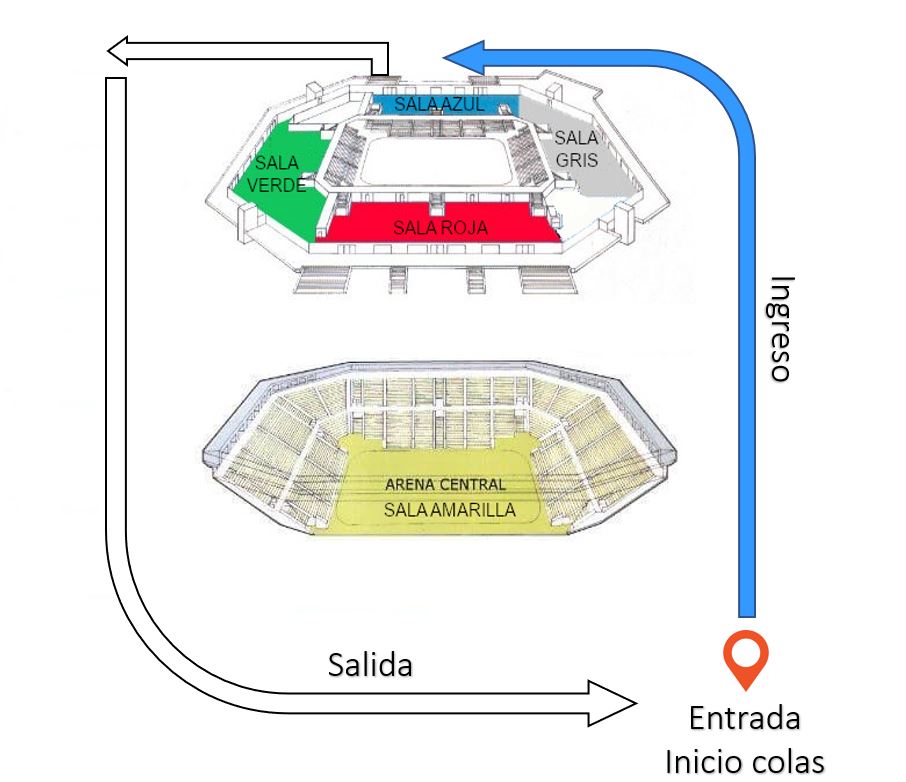 SALA AZUL
SALA
GRIS
SALA
VERDE
SALA ROJA
Ingreso
ARENA CENTRAL
SALA AMARILLA
Salida
Entrada
Inicio colas